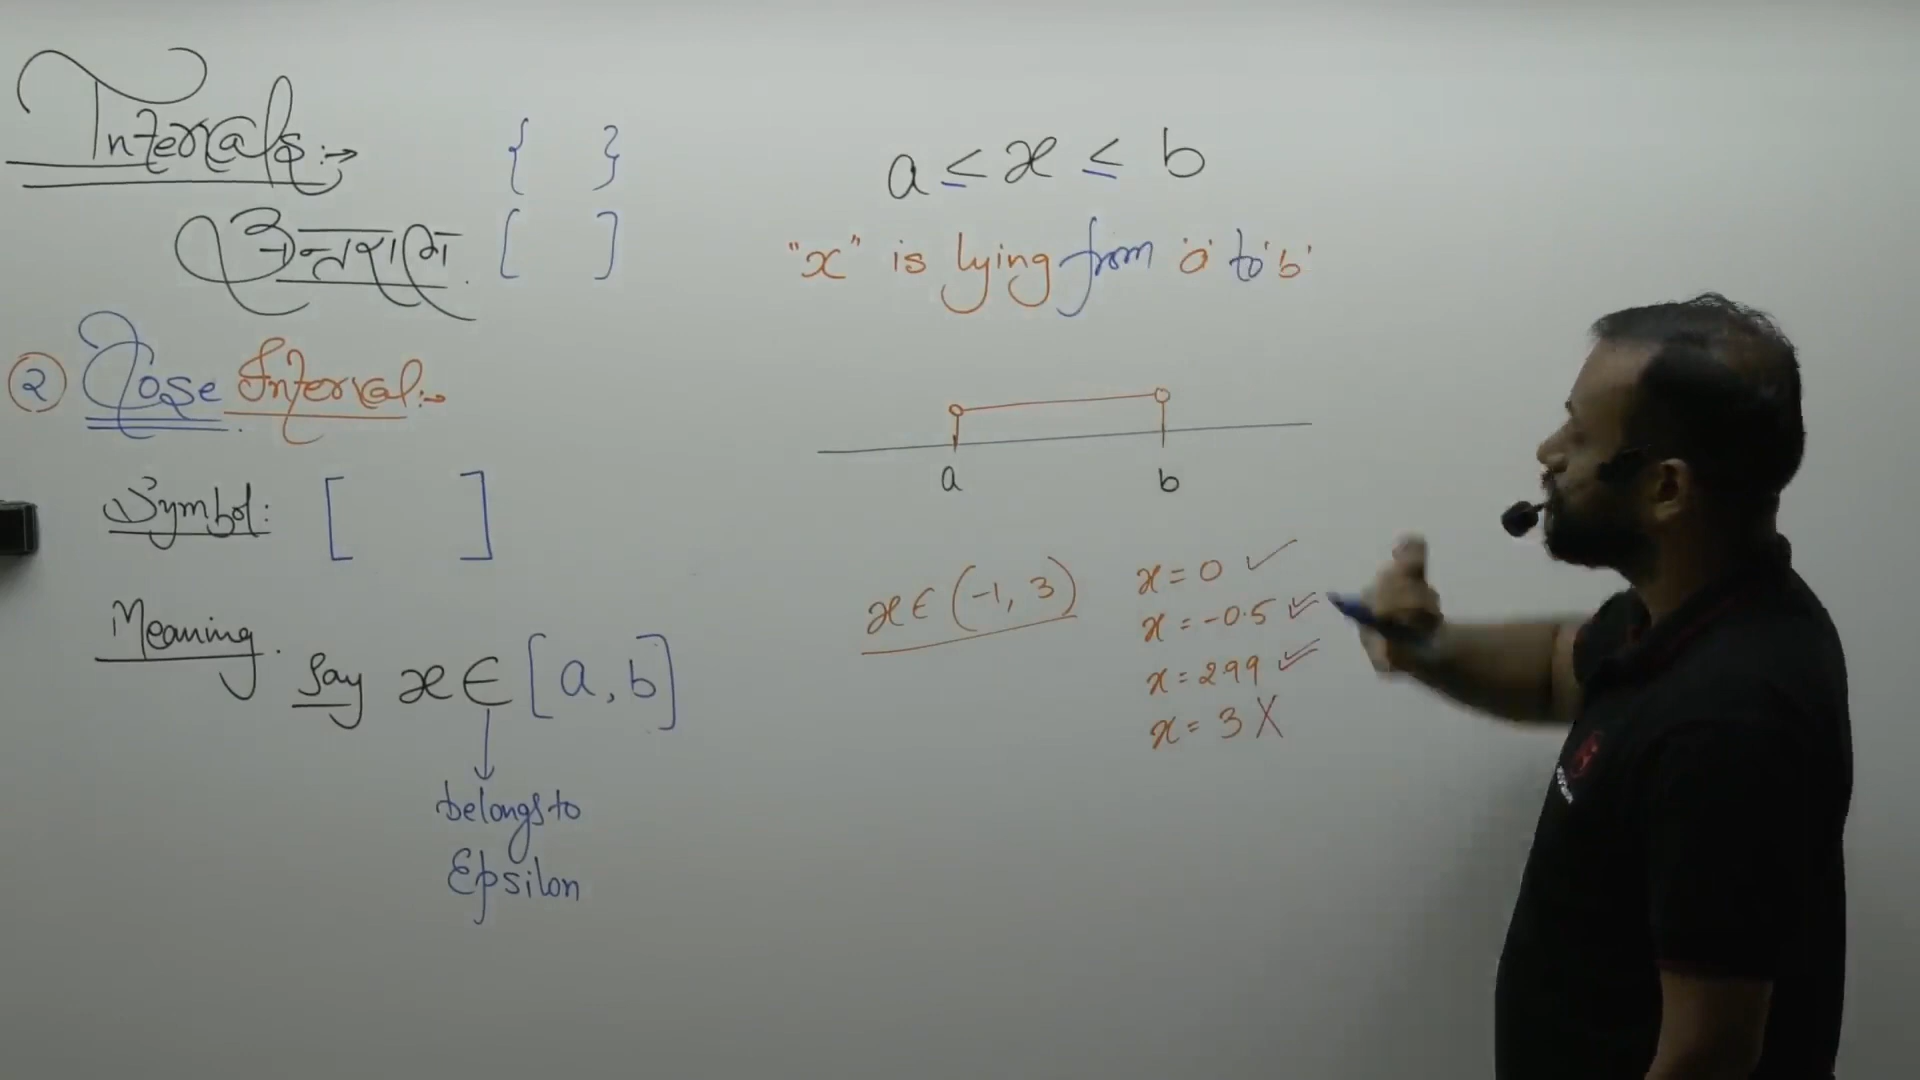 Intervals :→
अन्तराल .
{ }
[ ]
② Close Interval :→
Symbol : [ ]
Meaning .
Say x ∈ [a, b]
belongs to
Epsilon
a ≤ x ≤ b
"x" is lying from 'a' to 'b'
a b
x ∈ (-1, 3)
x = 0 ✓
x = -0.5 ✓
x = 2.99 ✓
x = 3 X